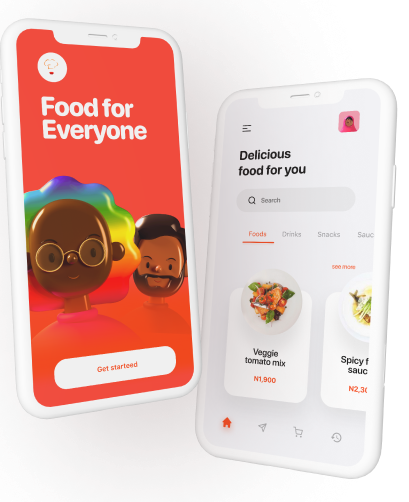 Food for
Everyone
Get starteed
Delicious
food for you
Search
Foods
Drinks
Snacks
Sauc
see more
Veggie
tomato mix
N1,900
Spicy f
sauc
N2,30